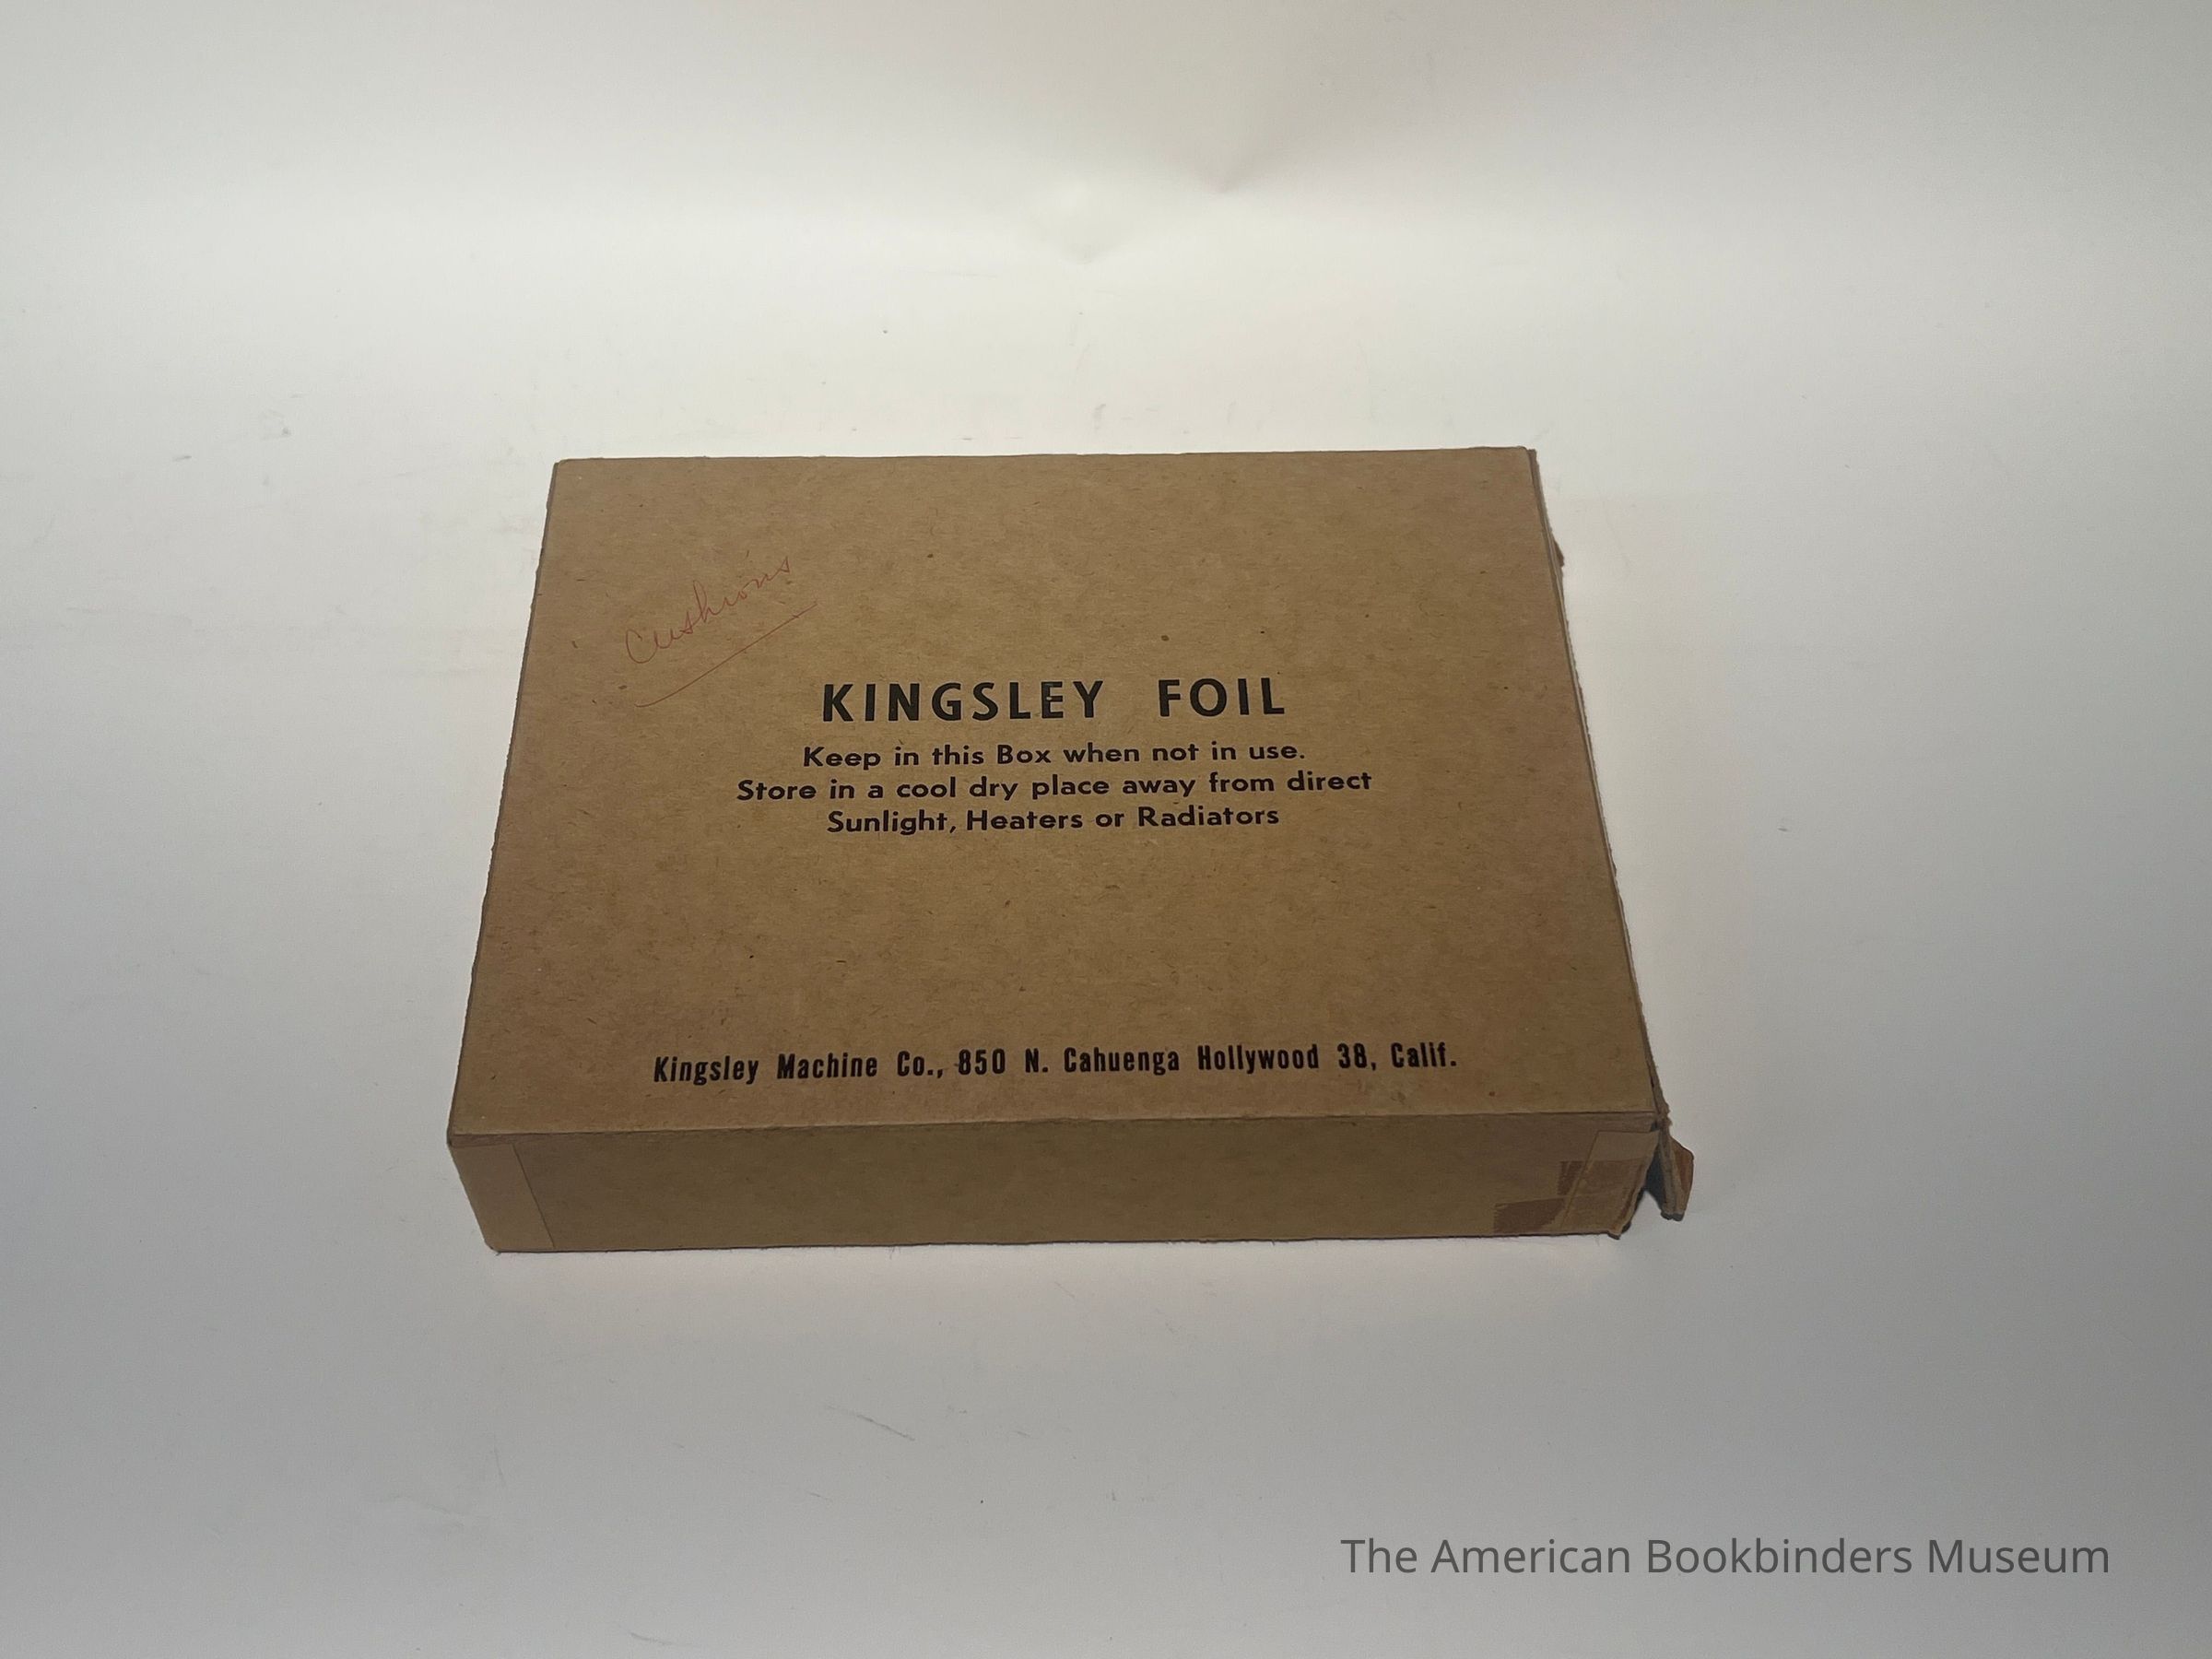 Cushions
KINGSLEY FOIL
Keep in this Box when not in use.
Store in a cool dry place away from direct
Sunlight, Heaters or Radiators
Kingsley Machine Co., 850 N. Cahuenga Hollywood 38, Calif.
The American Bookbinders Museum